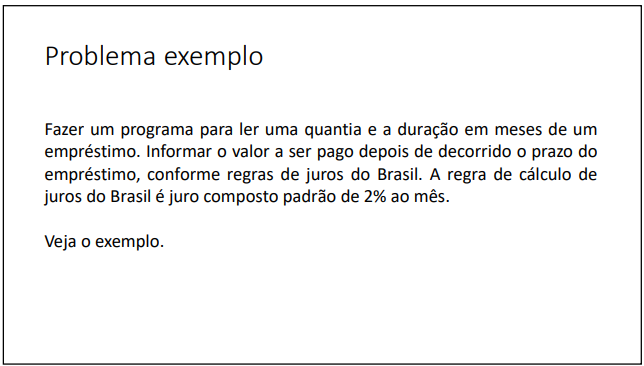 Problema exemplo
Fazer um programa para ler uma quantia e a duração em meses de um
empréstimo. Informar o valor a ser pago depois de decorrido o prazo do
empréstimo, conforme regras de juros do Brasil. A regra de cálculo de
juros do Brasil é juro composto padrão de 2% ao mês.
Veja o exemplo.